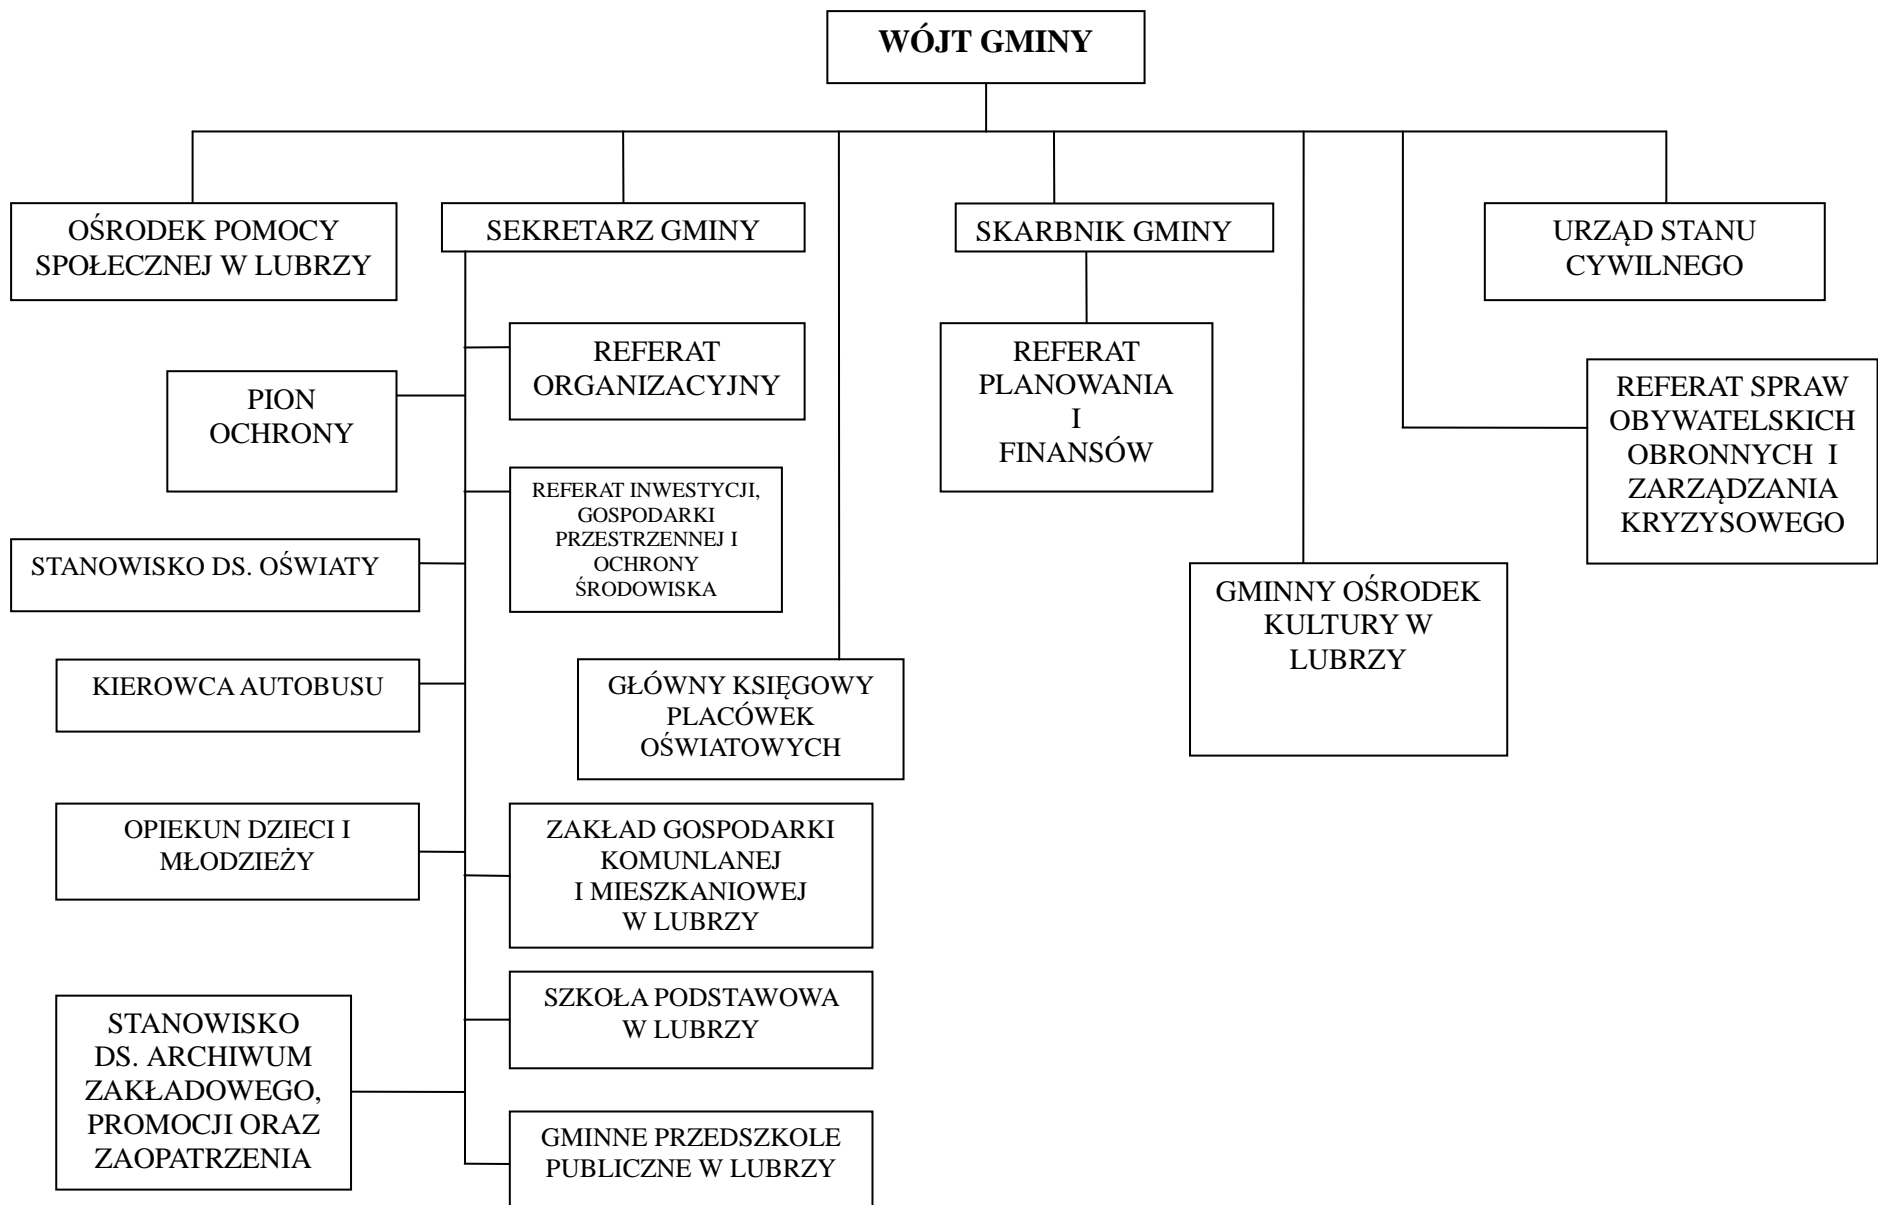 WÓJT GMINY
OŚRODEK POMOCY
SPOŁECZNEJ W LUBRZY
SEKRETARZ GMINY
SKARBNIK GMINY
URZĄD STANU
CYWILNEGO
REFERAT
ORGANIZACYJNY
REFERAT
PLANOWANIA
I
FINANSÓW
PION
OCHRONY
REFERAT SPRAW
OBYWATELSKICH
OBRONNYCH I
ZARZĄDZANIA
KRYZYSOWEGO
REFERAT INWESTYCJI,
GOSPODARKI
PRZESTRZENNEJ I
OCHRONY
ŚRODOWISKA
STANOWISKO DS. OŚWIATY
GMINNY OŚRODEK
KULTURY W
LUBRZY
KIEROWCA AUTOBUSU
GŁÓWNY KSIĘGOWY
PLACÓWEK
OŚWIATOWYCH
OPIEKUN DZIECI I
MŁODZIEŻY
ZAKŁAD GOSPODARKI
KOMUNLANEJ
I MIESZKANIOWEJ
W LUBRZY
SZKOŁA PODSTAWOWA
W LUBRZY
STANOWISKO
DS. ARCHIWUM
ZAKŁADOWEGO,
PROMOCJI ORAZ
ZAOPATRZENIA
GMINNE PRZEDSZKOLE
PUBLICZNE W LUBRZY